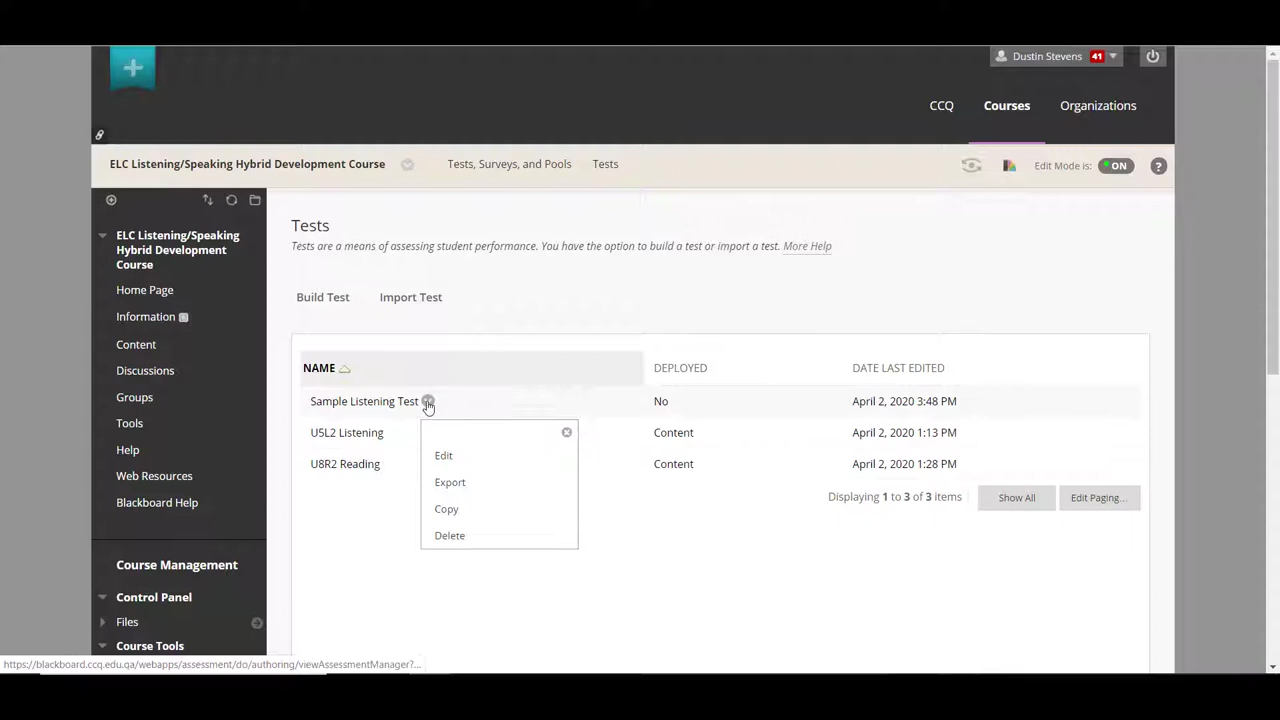 Dustin Stevens 41
CCQ Courses Organizations
ELC Listening/Speaking Hybrid Development Course Tests, Surveys, and Pools Tests Edit Mode is: ON ?
ELC Listening/Speaking
Hybrid Development
Course
Home Page
Information
Content
Discussions
Groups
Tools
Help
Web Resources
Blackboard Help
Course Management
Control Panel
Files
Course Tools
Tests
Tests are a means of assessing student performance. You have the option to build a test or import a test. More Help
Build Test Import Test
NAME DEPLOYED DATE LAST EDITED
Sample Listening Test No April 2, 2020 3:48 PM
U5L2 Listening Content April 2, 2020 1:13 PM
U8R2 Reading Content April 2, 2020 1:28 PM
Edit
Export
Copy
Delete
Displaying 1 to 3 of 3 items Show All Edit Paging...
https://blackboard.ccq.edu.qa/webapps/assessment/do/authoring/viewAssessmentManager?...